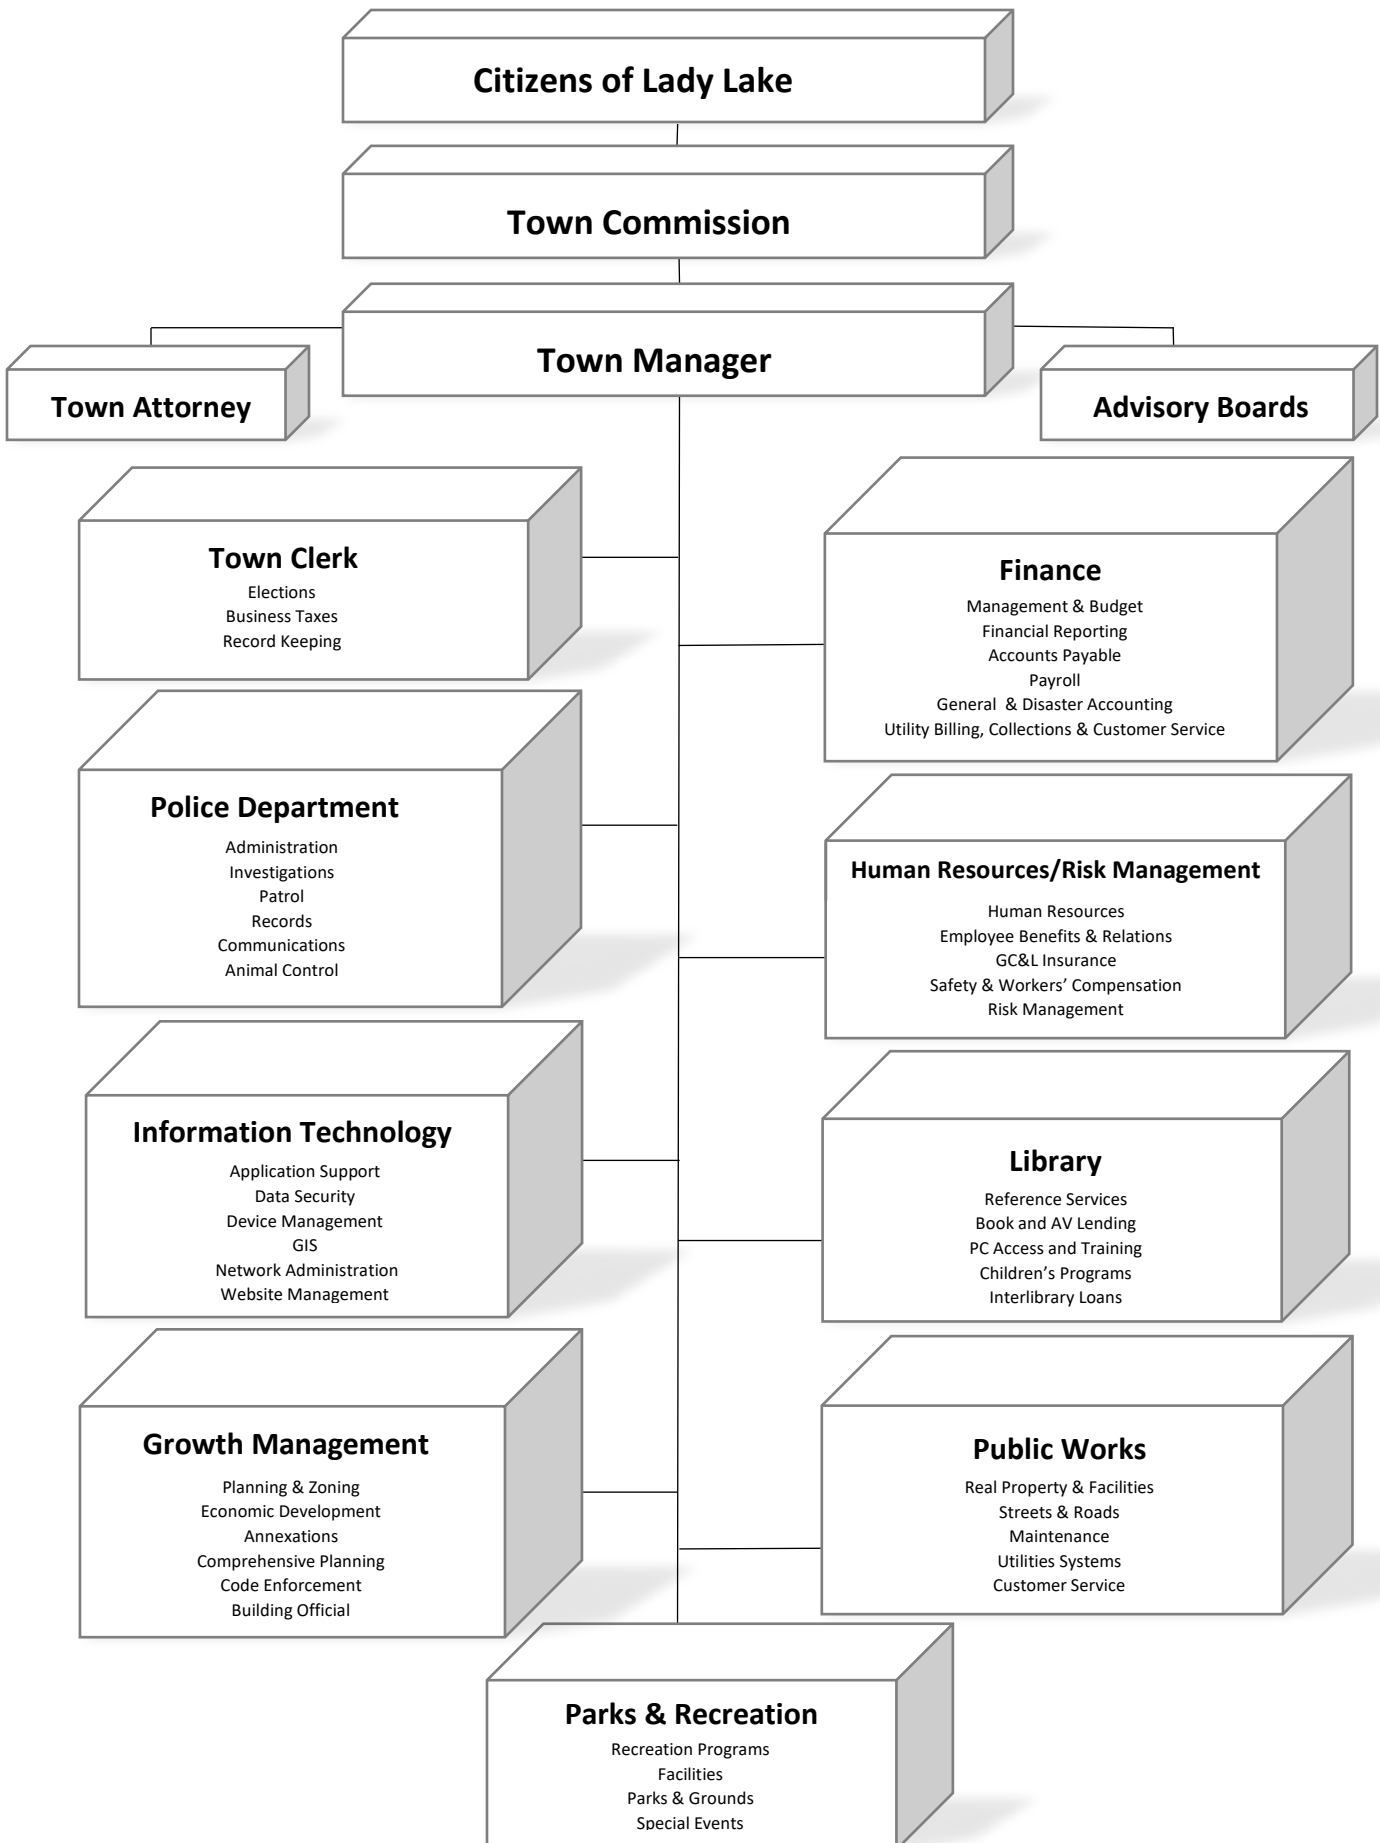 Citizens of Lady Lake
Town Commission
Town Manager
Town Attorney
Advisory Boards
Town Clerk
Elections
Business Taxes
Record Keeping
Finance
Management & Budget
Financial Reporting
Accounts Payable
Payroll
General & Disaster Accounting
Utility Billing, Collections & Customer Service
Police Department
Administration
Investigations
Patrol
Records
Communications
Animal Control
Human Resources/Risk Management
Human Resources
Employee Benefits & Relations
GC&L Insurance
Safety & Workers’ Compensation
Risk Management
Information Technology
Application Support
Data Security
Device Management
GIS
Network Administration
Website Management
Library
Reference Services
Book and AV Lending
PC Access and Training
Children’s Programs
Interlibrary Loans
Growth Management
Planning & Zoning
Economic Development
Annexations
Comprehensive Planning
Code Enforcement
Building Official
Public Works
Real Property & Facilities
Streets & Roads
Maintenance
Utilities Systems
Customer Service
Parks & Recreation
Recreation Programs
Facilities
Parks & Grounds
Special Events